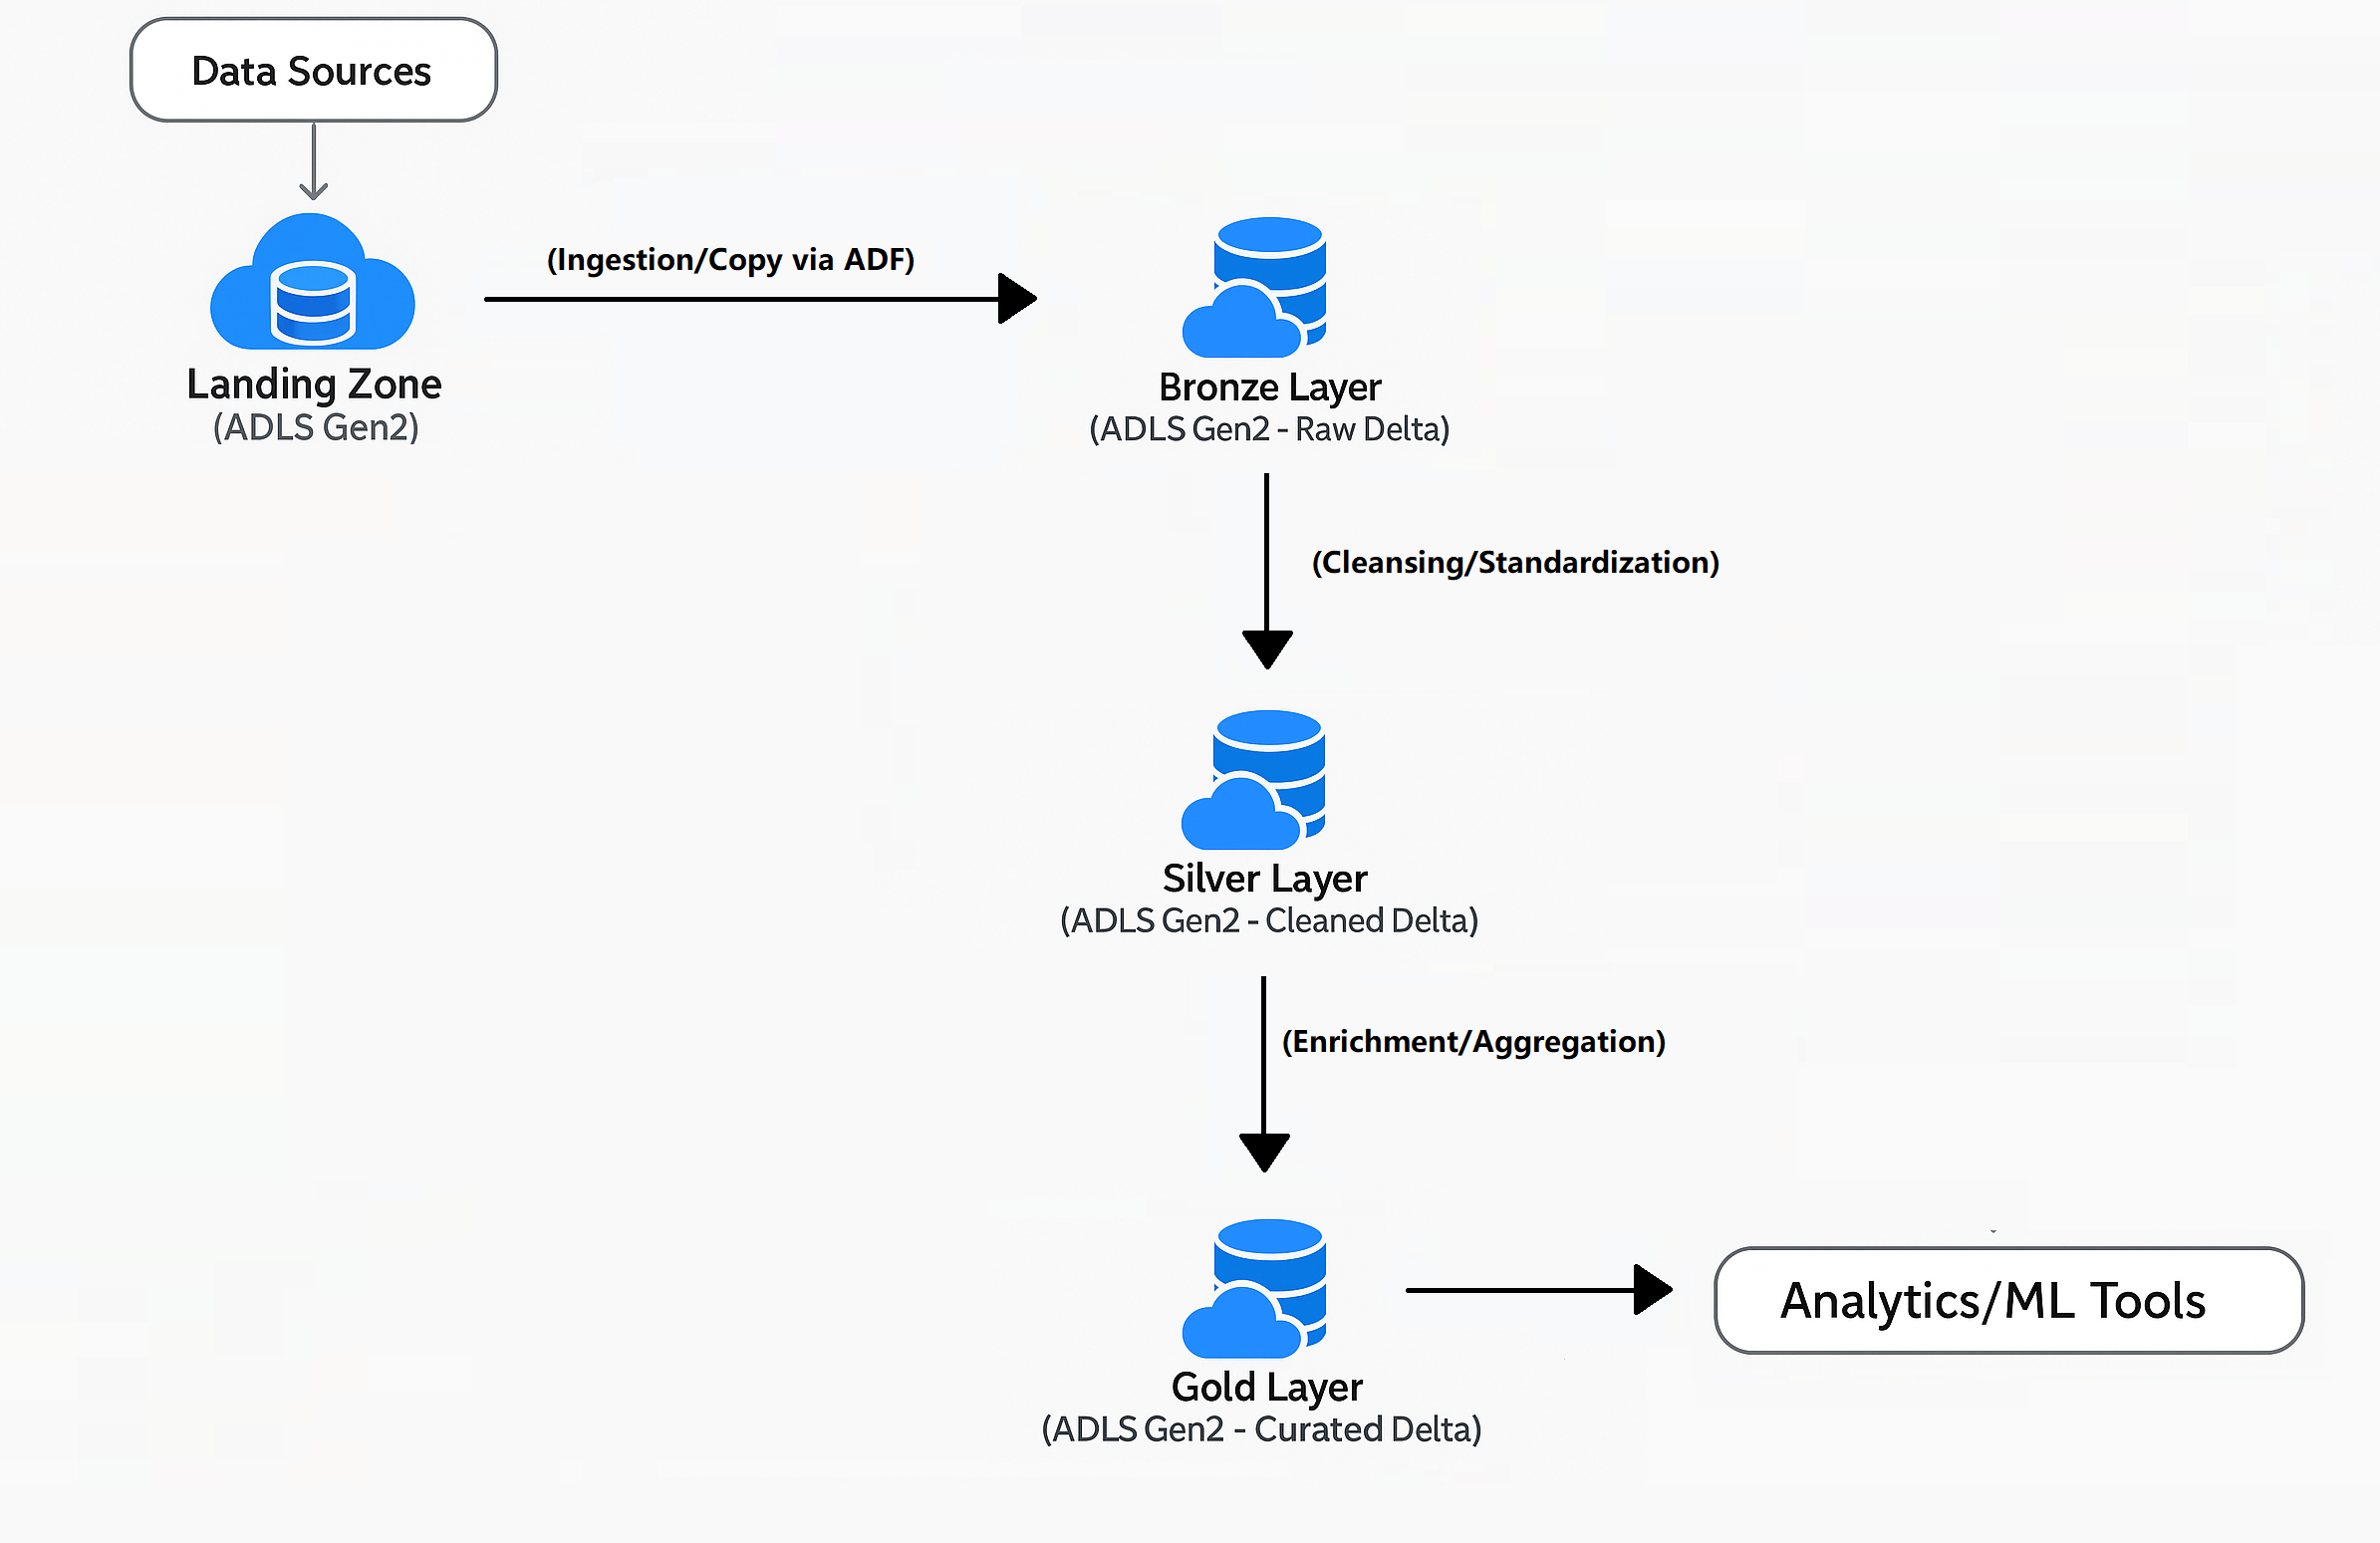 Data Sources
Landing Zone
(ADLS Gen2)
(Ingestion/Copy via ADF)
Bronze Layer
(ADLS Gen2 - Raw Delta)
(Cleansing/Standardization)
Silver Layer
(ADLS Gen2 - Cleaned Delta)
(Enrichment/Aggregation)
Gold Layer
(ADLS Gen2 - Curated Delta)
Analytics/ML Tools